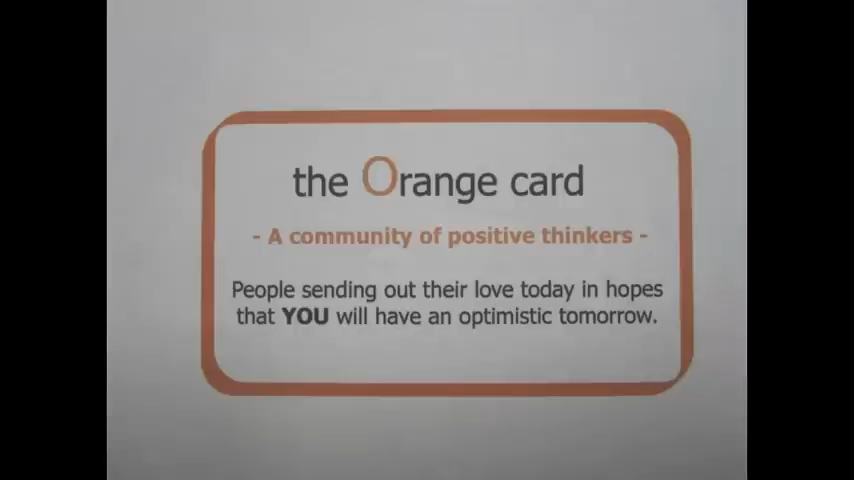 the Orange card
- A community of positive thinkers -
People sending out their love today in hopes
that YOU will have an optimistic tomorrow.